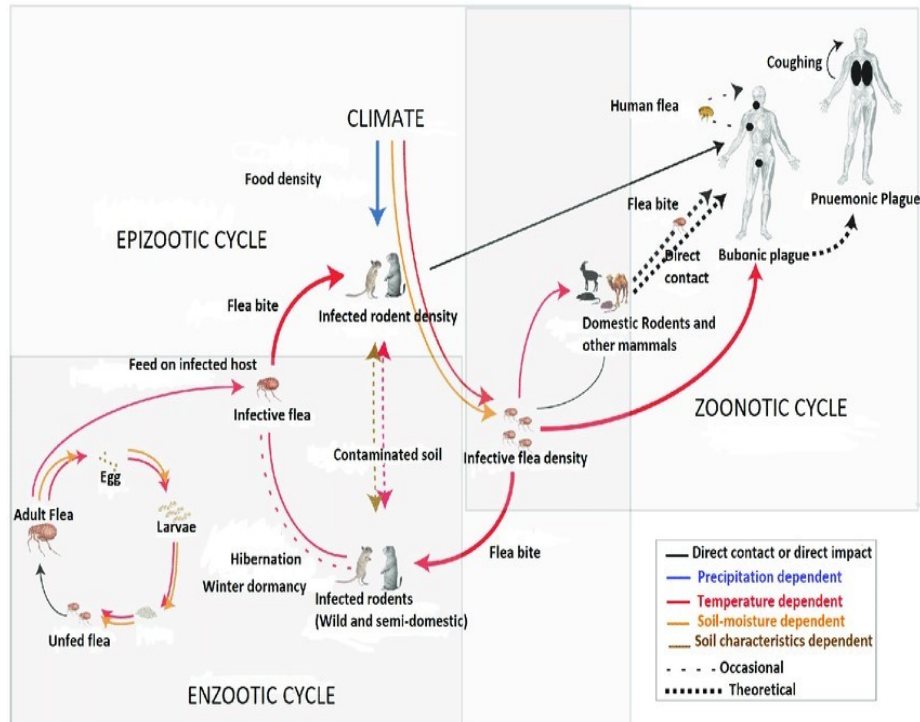 Coughing
Human flea
CLIMATE
Food density
Pnuemonic Plague
Flea bite
EPIZOOTIC CYCLE
Direct
contact
Bubonic plague
Flea bite
Infected rodent density
Domestic Rodents and
other mammals
Feed on infected host
Infective flea
ZOONOTIC CYCLE
Contaminated soil
Infective flea density
Egg
Adult Flea
Larvae
Flea bite
Hibernation
Winter dormancy
Infected rodents
(Wild and semi-domestic)
Unfed flea
ENZOOTIC CYCLE
Direct contact or direct impact
Precipitation dependent
Temperature dependent
Soil-moisture dependent
Soil characteristics dependent
Occasional
Theoretical